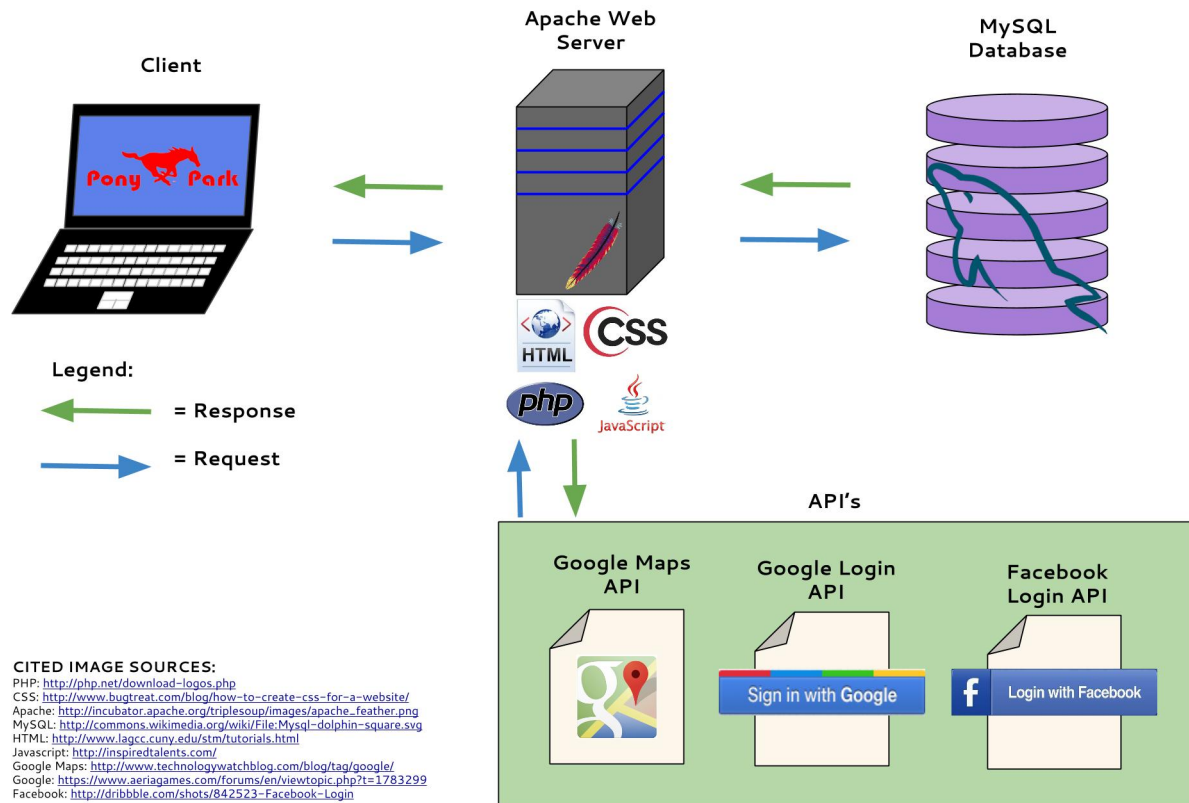 Client
Apache Web
Server
MySQL
Database
Pony Park
HTML
CSS
php
JavaScript
Legend:
= Response
= Request
API's
Google Maps
API
Google Login
API
Facebook
Login API
g
Sign in with Google
f Login with Facebook
CITED IMAGE SOURCES:
PHP: http://php.net/download-logos.php
CSS: http://www.bugtreat.com/blog/how-to-create-css-for-a-website/
Apache: http://incubator.apache.org/triplesoup/images/apache_feather.png
MySQL: http://commons.wikimedia.org/wiki/File:Mysql-dolphin-square.svg
HTML: http://www.lagcc.cuny.edu/stm/tutorials.html
Javascript: http://inspiredtalents.com/
Google Maps: http://www.technologywatchblog.com/blog/tag/google/
Google: https://www.aeriagames.com/forums/en/viewtopic.php?t=1783299
Facebook: http://dribbble.com/shots/842523-Facebook-Login